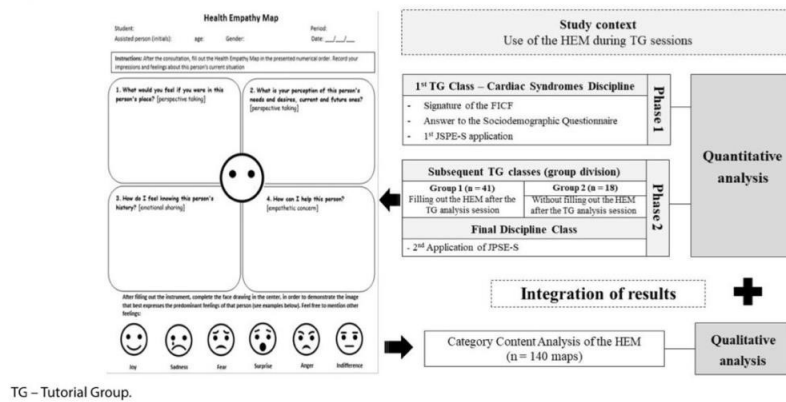 Health Empathy Map
Student: Period:
Assisted person (initials): age: Gender: Date: ___/___/___
Instructions: After the consultation, fill out the Health Empathy Map in the presented numerical order. Record your
impressions and feelings about this person's current situation
1. What would you feel if you were in this
person's place? [perspective taking]
2. What is your perception of this person's
needs and desires, current and future ones?
[perspective taking]
3. How do I feel knowing this person's
history? [emotional sharing]
4. How can I help this person?
[empathetic concern]
After filling out the instrument, complete the face drawing in the center, in order to demonstrate the image
that best expresses the predominant feelings of that person (see examples below). Feel free to mention other
feelings:
Joy Sadness Fear Surprise Anger Indifference
Study context
Use of the HEM during TG sessions
1st TG Class – Cardiac Syndromes Discipline
- Signature of the FICF
- Answer to the Sociodemographic Questionnaire
- 1st JSPE-S application
Phase 1
Subsequent TG classes (group division)
Group 1 (n = 41)
Filling out the HEM after the
TG analysis session
Group 2 (n = 18)
Without filling out the HEM
after the TG analysis session
Final Discipline Class
- 2nd Application of JPSE-S
Phase 2
Quantitative
analysis
Integration of results
Category Content Analysis of the HEM
(n = 140 maps)
Qualitative
analysis
TG – Tutorial Group.